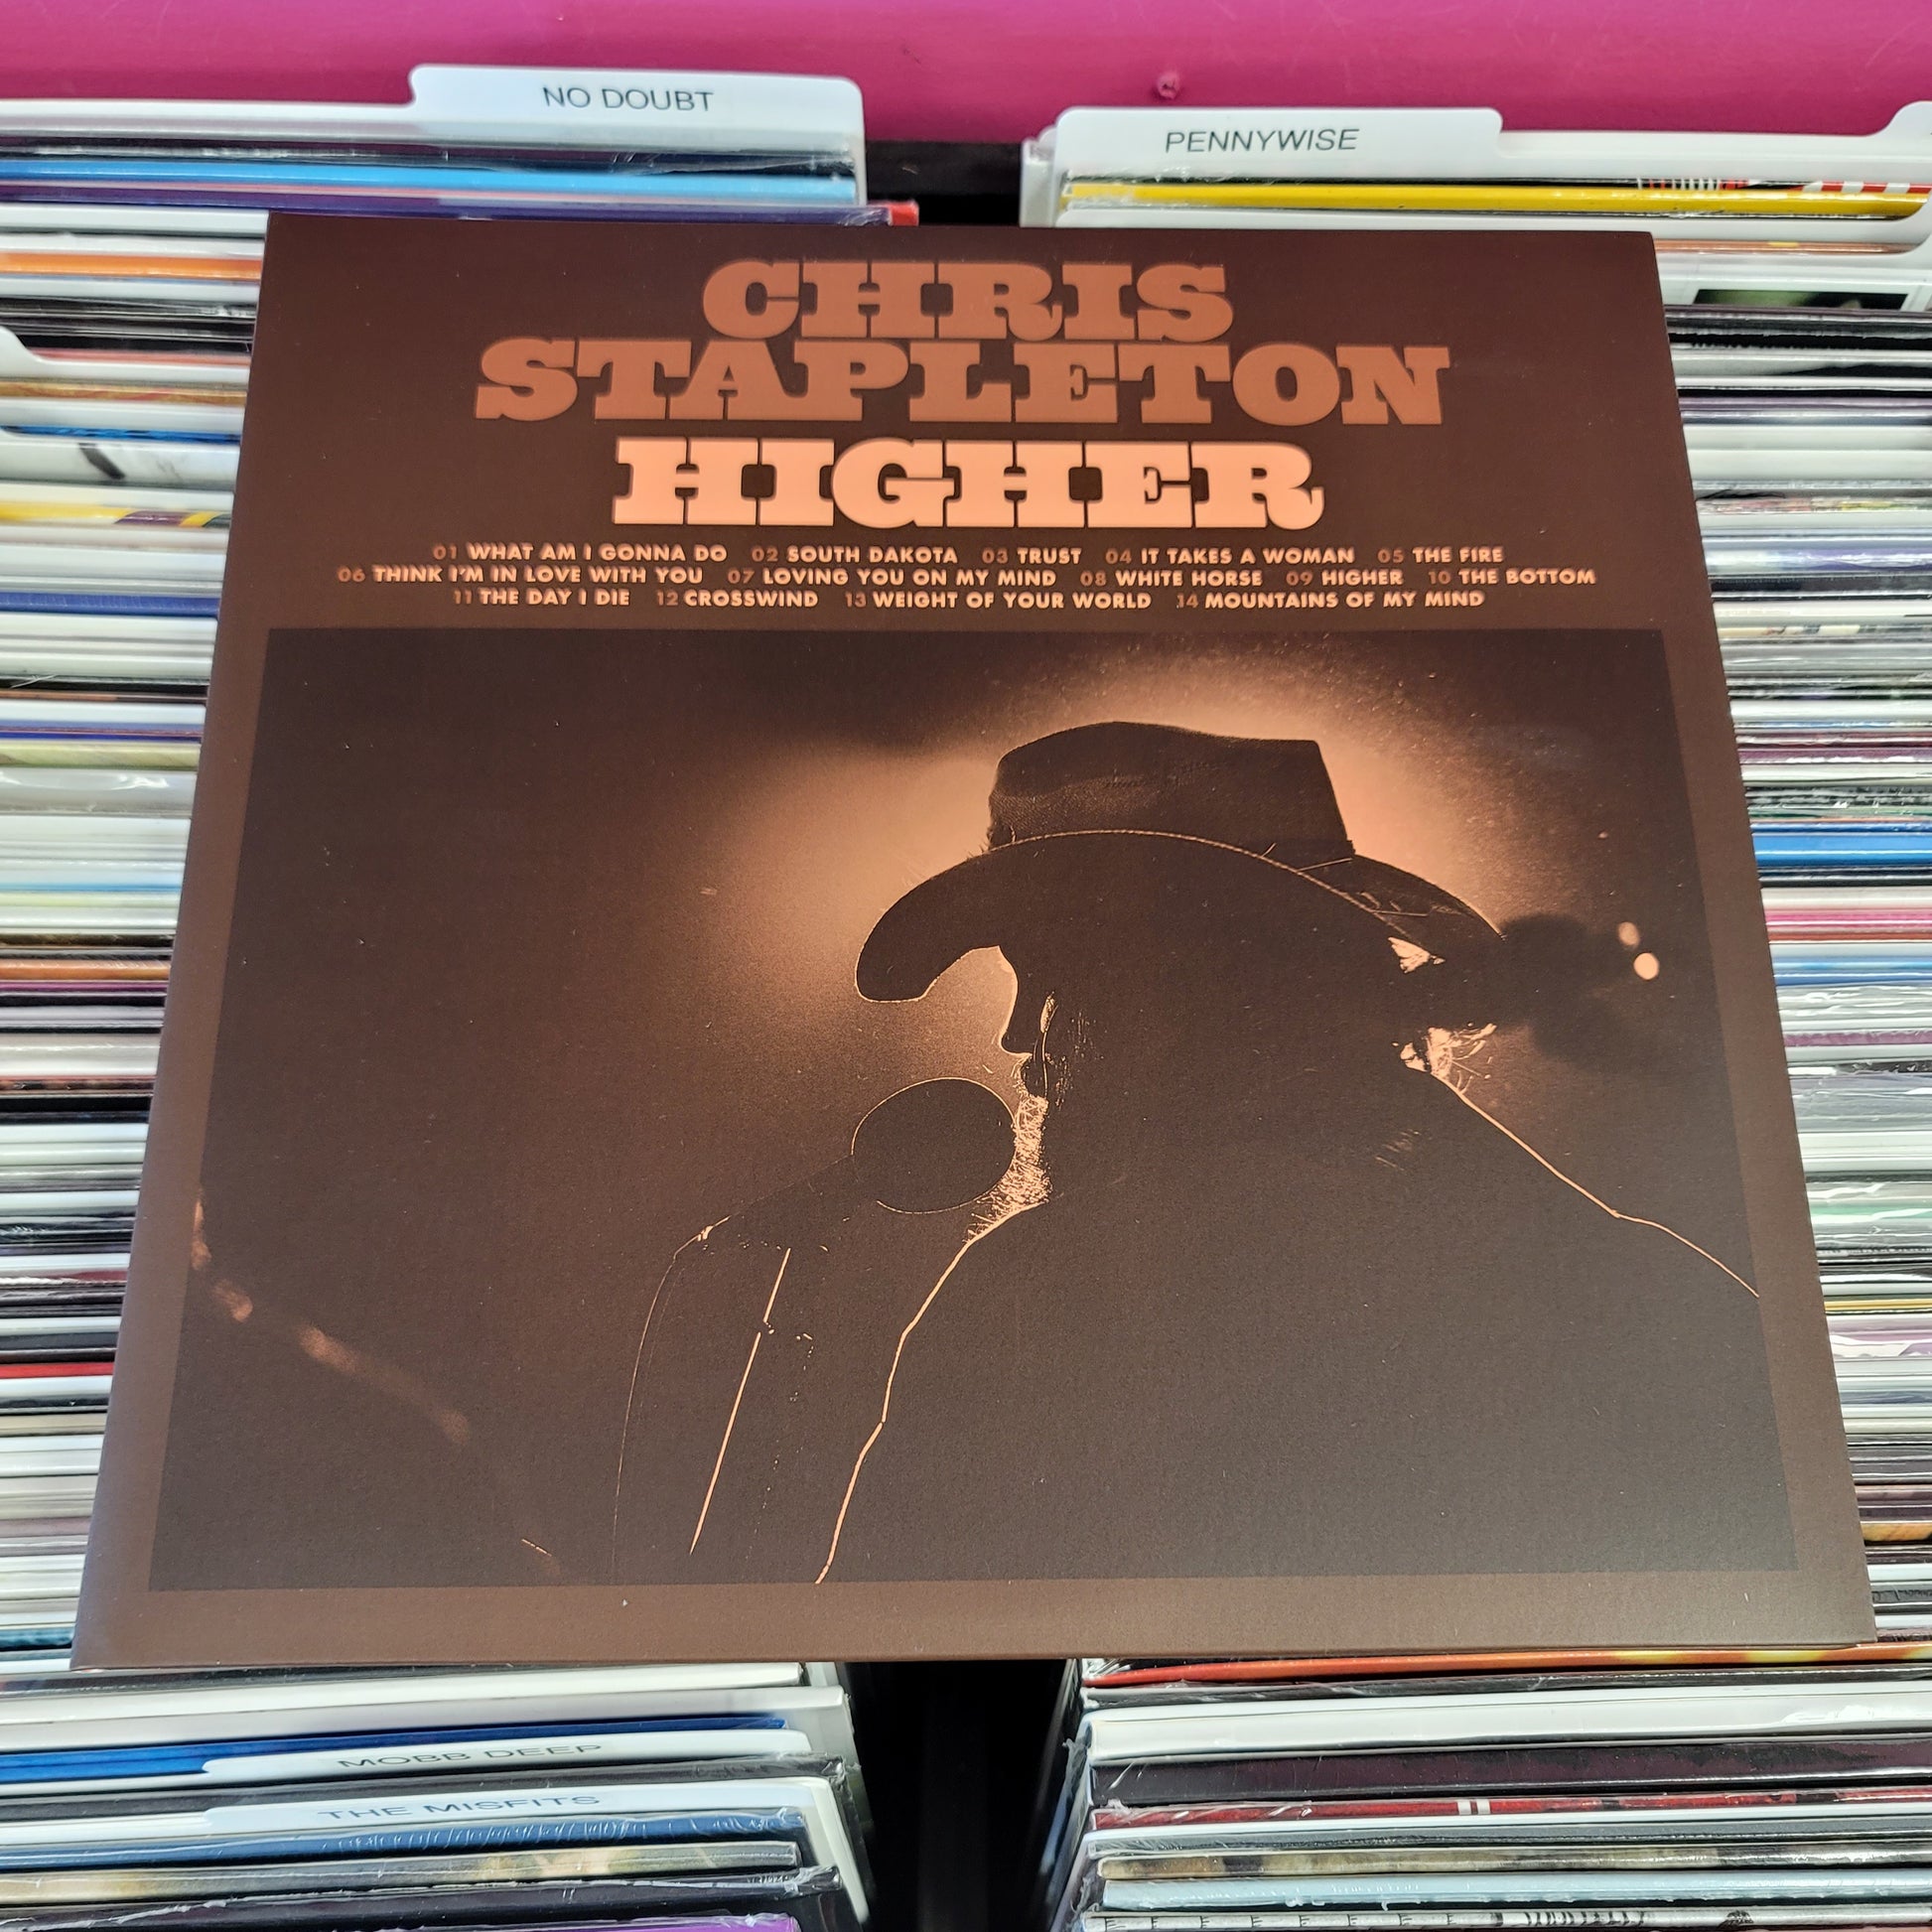 NO DOUBT
PENNYWISE
CHRIS
STAPLETON
HIGHER
01 WHAT AM I GONNA DO 02 SOUTH DAKOTA 03 TRUST 04 IT TAKES A WOMAN 05 THE FIRE
06 THINK I'M IN LOVE WITH YOU 07 LOVING YOU ON MY MIND 08 WHITE HORSE 09 HIGHER 10 THE BOTTOM
11 THE DAY I DIE 12 CROSSWIND 13 WEIGHT OF YOUR WORLD 14 MOUNTAINS OF MY MIND
MOBB DEEP
THE MISFITS